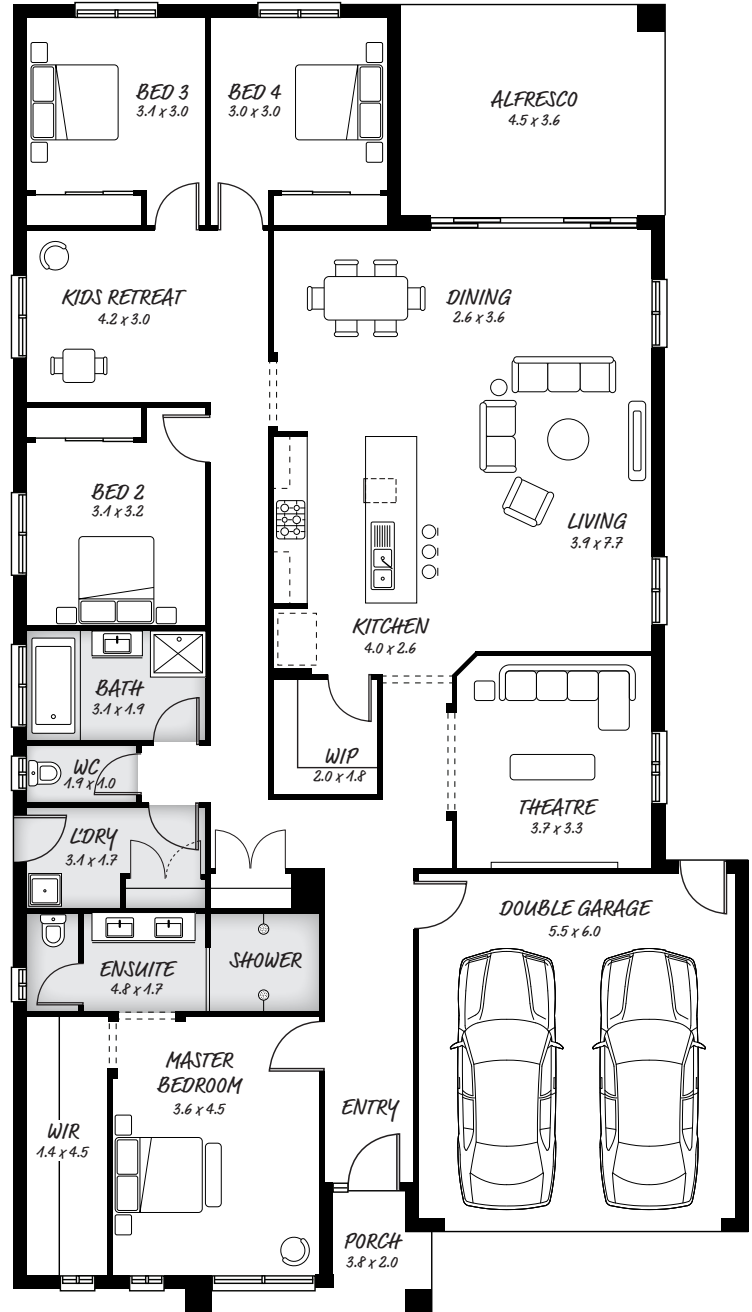 BED 3
3.1 x 3.0
BED 4
3.0 x 3.0
ALFRESCO
4.5 x 3.6
KIDS RETREAT
4.2 x 3.0
DINING
2.6 x 3.6
BED 2
3.1 x 3.2
LIVING
3.9 x 7.7
KITCHEN
4.0 x 2.6
BATH
3.1 x 1.9
WC
1.9 x 1.0
WIP
2.0 x 1.8
THEATRE
3.7 x 3.3
L'DRY
3.1 x 1.7
DOUBLE GARAGE
5.5 x 6.0
ENSUITE
4.8 x 1.7
SHOWER
MASTER
BEDROOM
3.6 x 4.5
ENTRY
WIR
1.4 x 4.5
PORCH
3.8 x 2.0